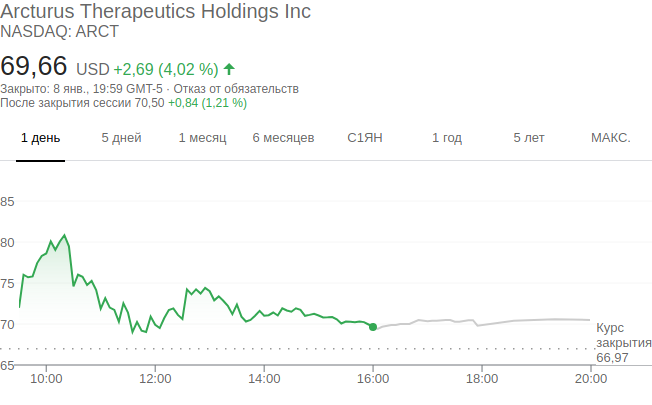 Arcturus Therapeutics Holdings Inc
NASDAQ: ARCT
69,66 USD +2,69 (4,02 %)
Закрыто: 8 янв., 19:59 GMT-5 · Отказ от обязательств
После закрытия сессии 70,50 +0,84 (1,21 %)
1 день 5 дней 1 месяц 6 месяцев С1ЯН 1 год 5 лет МАКС.
85
80
75
70
Курс
закрытия
66,97
65
10:00 12:00 14:00 16:00 18:00 20:00